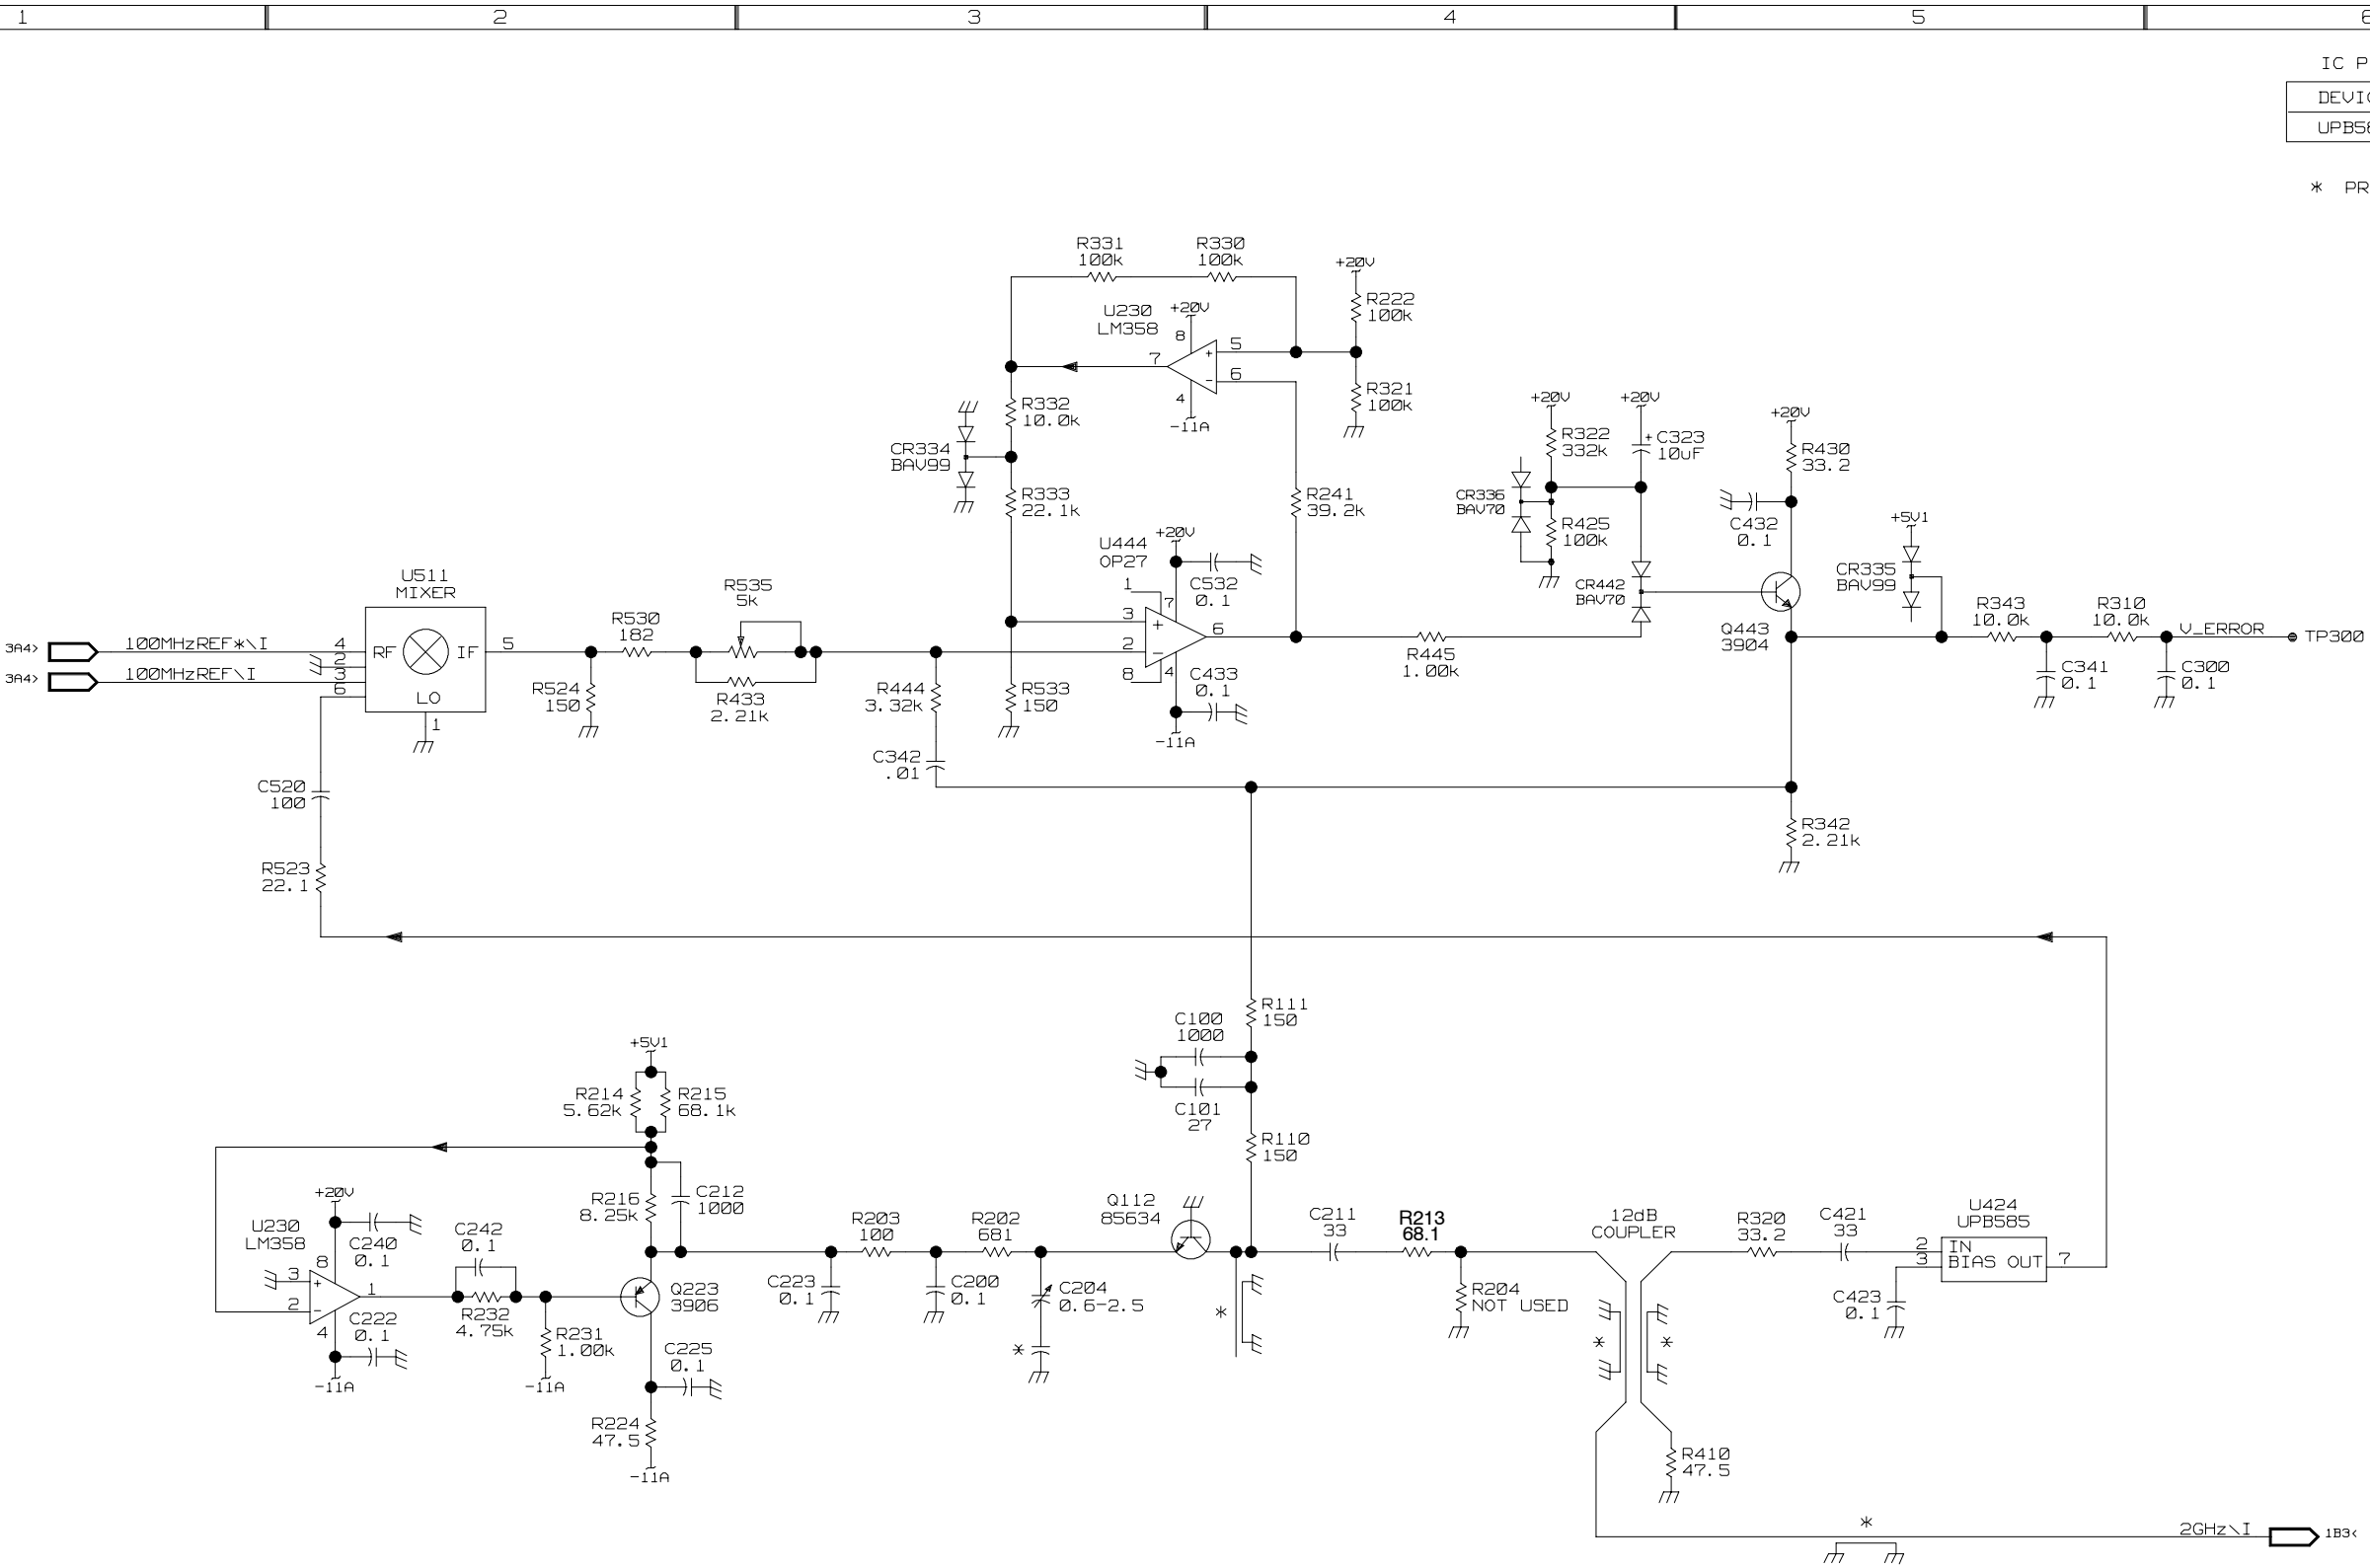 1 2 3 4 5 6
IC P
DEVIC
UPB58
* PR
R331
100k
R330
100k
+20V
R222
100k
U230
LM358
+20V
8
7
5
+
6
-
4
-11A
R321
100k
R332
10.0k
CR334
BAV99
R333
22.1k
R241
39.2k
+20V
+20V
+20V
R322
332k
+ C323
10uF
R430
33.2
CR336
BAV70
R425
100k
C432
0.1
+5V1
CR335
BAV99
CR442
BAV70
U444
OP27
+20V
C532
0.1
1
7
3
+
2
-
6
8
4
C433
0.1
-11A
Q443
3904
R343
10.0k
R310
10.0k
V_ERROR
TP300
C341
0.1
C300
0.1
R445
1.00k
U511
MIXER
3A4>
100MHzREF*\I
3A4>
100MHzREF\I
4
2
3
6
RF
IF
LO
5
1
R530
182
R535
5k
R524
150
R433
2.21k
R444
3.32k
R533
150
C342
.01
C520
100
R523
22.1
R342
2.21k
R111
150
C100
1000
C101
27
R110
150
+5V1
R214
5.62k
R215
68.1k
R216
8.25k
C212
1000
+20V
U230
LM358
8
C240
0.1
C242
0.1
3
+
2
-
1
4
C222
0.1
-11A
R232
4.75k
R231
1.00k
-11A
Q223
3906
C225
0.1
R224
47.5
-11A
R203
100
R202
681
C223
0.1
C200
0.1
C204
0.6-2.5
*
Q112
85634
*
C211
33
R213
68.1
R204
NOT USED
12dB
COUPLER
*
*
R320
33.2
C421
33
U424
UPB585
2
3
IN
BIAS OUT
7
C423
0.1
R410
47.5
*
2GHz\I
1B3<